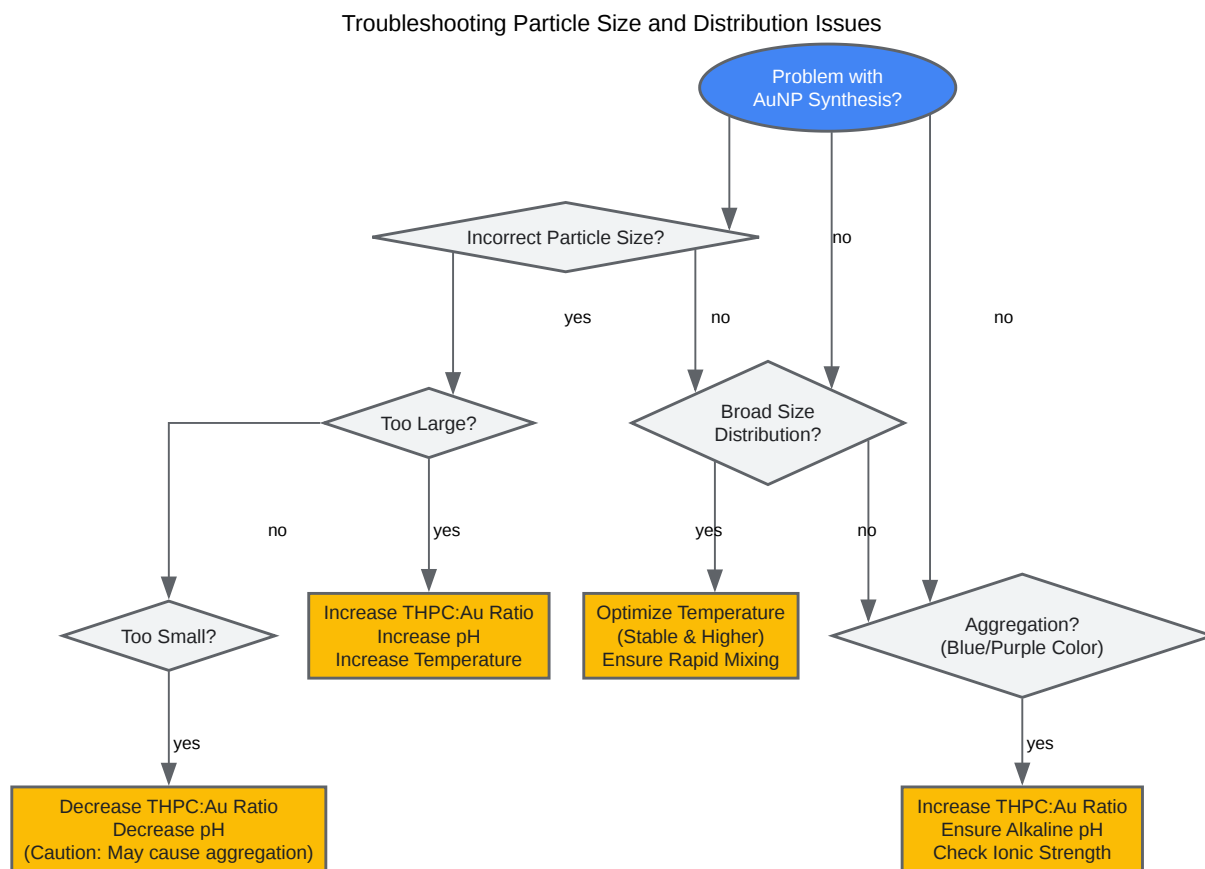 Troubleshooting Particle Size and Distribution Issues
Problem with
AuNP Synthesis?
Incorrect Particle Size?
no
yes
no
no
Too Large?
Broad Size
Distribution?
no
yes
yes
no
Too Small?
Increase THPC:Au Ratio
Increase pH
Increase Temperature
Optimize Temperature
(Stable & Higher)
Ensure Rapid Mixing
Aggregation?
(Blue/Purple Color)
yes
yes
Decrease THPC:Au Ratio
Decrease pH
(Caution: May cause aggregation)
Increase THPC:Au Ratio
Ensure Alkaline pH
Check Ionic Strength